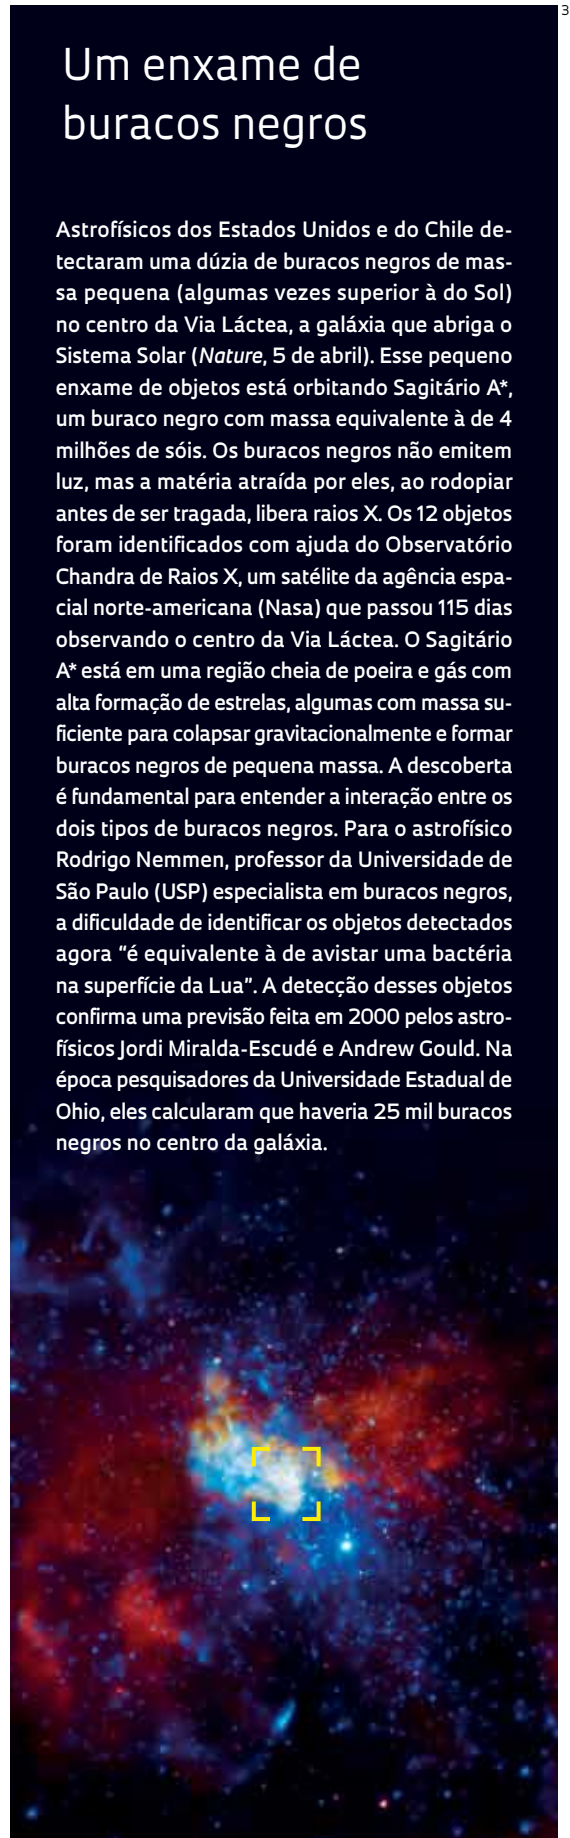 3
Um enxame de
buracos negros
Astrofísicos dos Estados Unidos e do Chile de-
tectaram uma dúzia de buracos negros de mas-
sa pequena (algumas vezes superior à do Sol)
no centro da Via Láctea, a galáxia que abriga o
Sistema Solar (Nature, 5 de abril). Esse pequeno
enxame de objetos está orbitando Sagitário A*,
um buraco negro com massa equivalente à de 4
milhões de sóis. Os buracos negros não emitem
luz, mas a matéria atraída por eles, ao rodopiar
antes de ser tragada, libera raios X. Os 12 objetos
foram identificados com ajuda do Observatório
Chandra de Raios X, um satélite da agência espa-
cial norte-americana (Nasa) que passou 115 dias
observando o centro da Via Láctea. O Sagitário
A* está em uma região cheia de poeira e gás com
alta formação de estrelas, algumas com massa su-
ficiente para colapsar gravitacionalmente e formar
buracos negros de pequena massa. A descoberta
é fundamental para entender a interação entre os
dois tipos de buracos negros. Para o astrofísico
Rodrigo Nemmen, professor da Universidade de
São Paulo (USP) especialista em buracos negros,
a dificuldade de identificar os objetos detectados
agora “é equivalente à de avistar uma bactéria
na superfície da Lua”. A detecção desses objetos
confirma uma previsão feita em 2000 pelos astro-
físicos Jordi Miralda-Escudé e Andrew Gould. Na
época pesquisadores da Universidade Estadual de
Ohio, eles calcularam que haveria 25 mil buracos
negros no centro da galáxia.